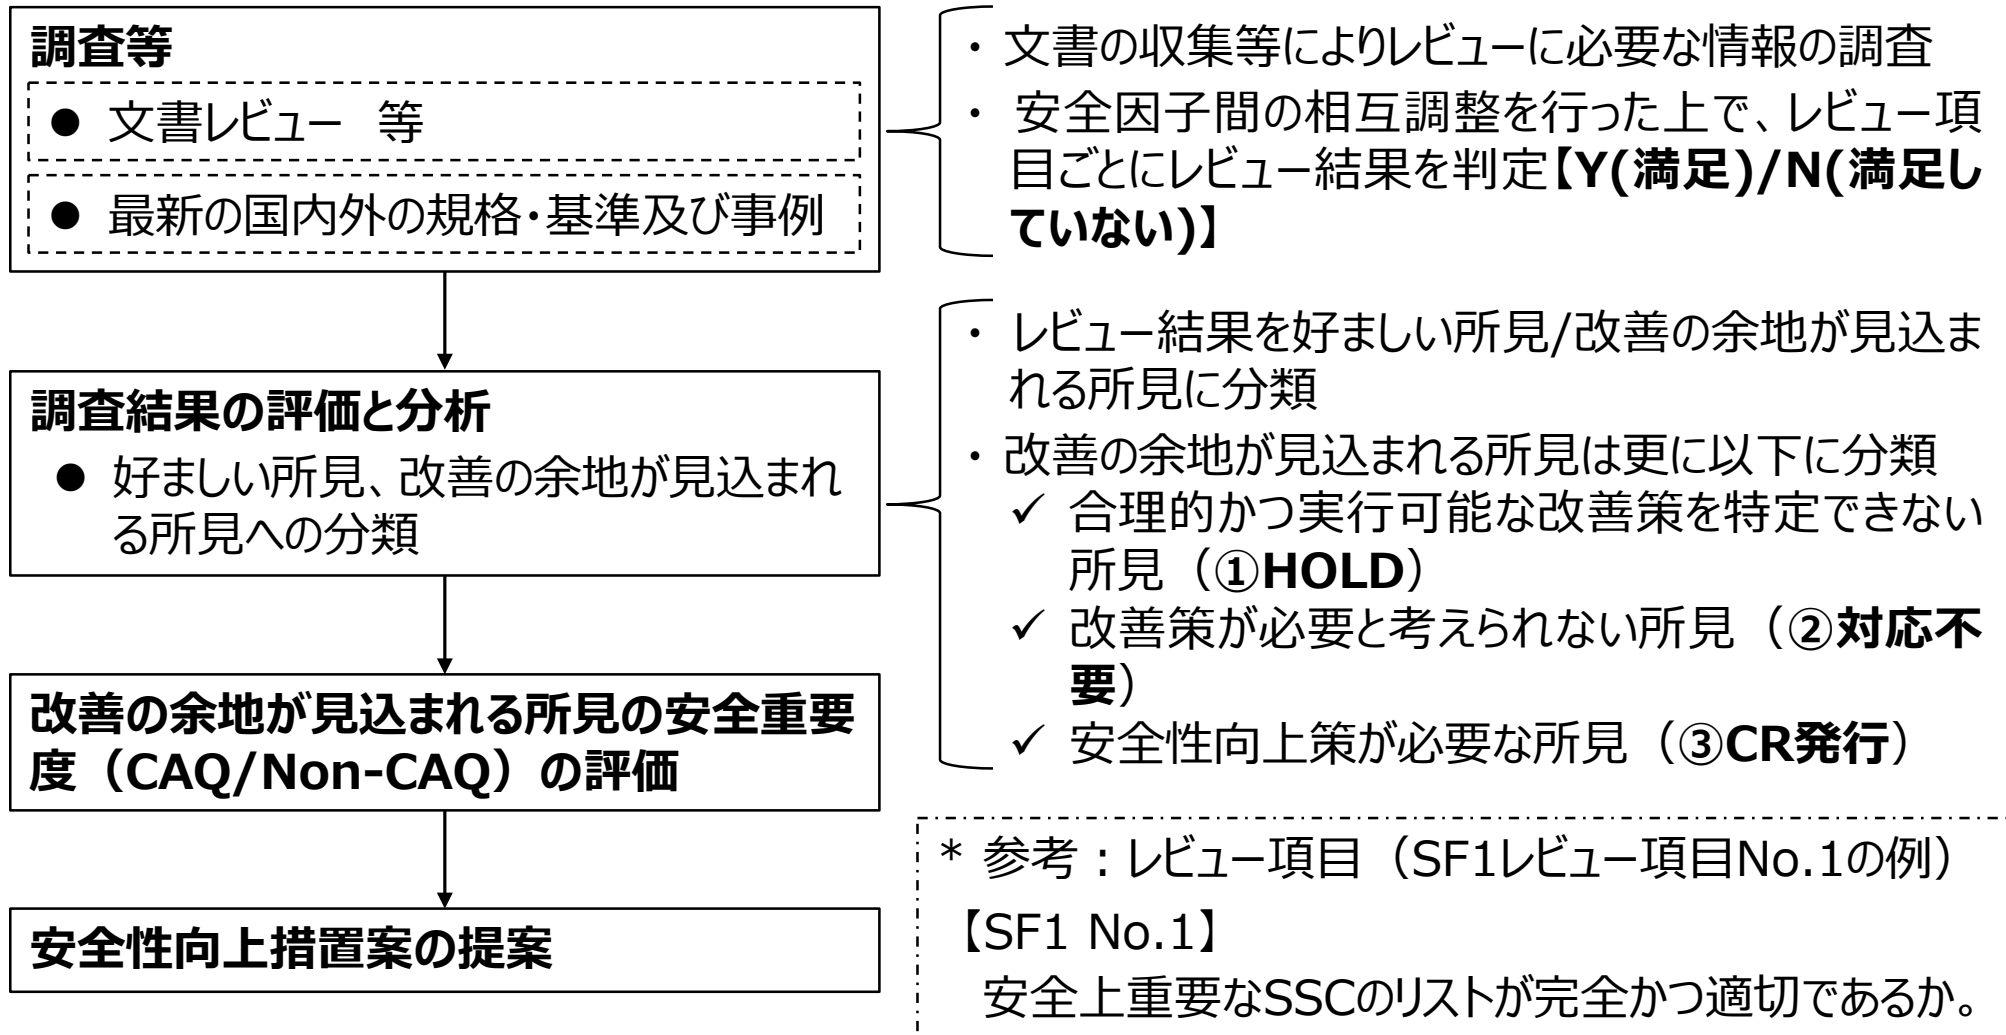 調査等
● 文書レビュー　等
● 最新の国内外の規格・基準及び事例
・ 文書の収集等によりレビューに必要な情報の調査
・ 安全因子間の相互調整を行った上で、レビュー項
目ごとにレビュー結果を判定【Y(満足)/N(満足し
ていない)】
調査結果の評価と分析
● 好ましい所見、改善の余地が見込まれ
る所見への分類
・ レビュー結果を好ましい所見/改善の余地が見込ま
れる所見に分類
・ 改善の余地が見込まれる所見は更に以下に分類
✓ 合理的かつ実行可能な改善策を特定できない
所見（①HOLD）
✓ 改善策が必要と考えられない所見（②対応不
要）
✓ 安全性向上策が必要な所見（③CR発行）
改善の余地が見込まれる所見の安全重要
度（CAQ/Non-CAQ）の評価
安全性向上措置案の提案
* 参考：レビュー項目（SF1レビュー項目No.1の例）
【SF1 No.1】
安全上重要なSSCのリストが完全かつ適切であるか。